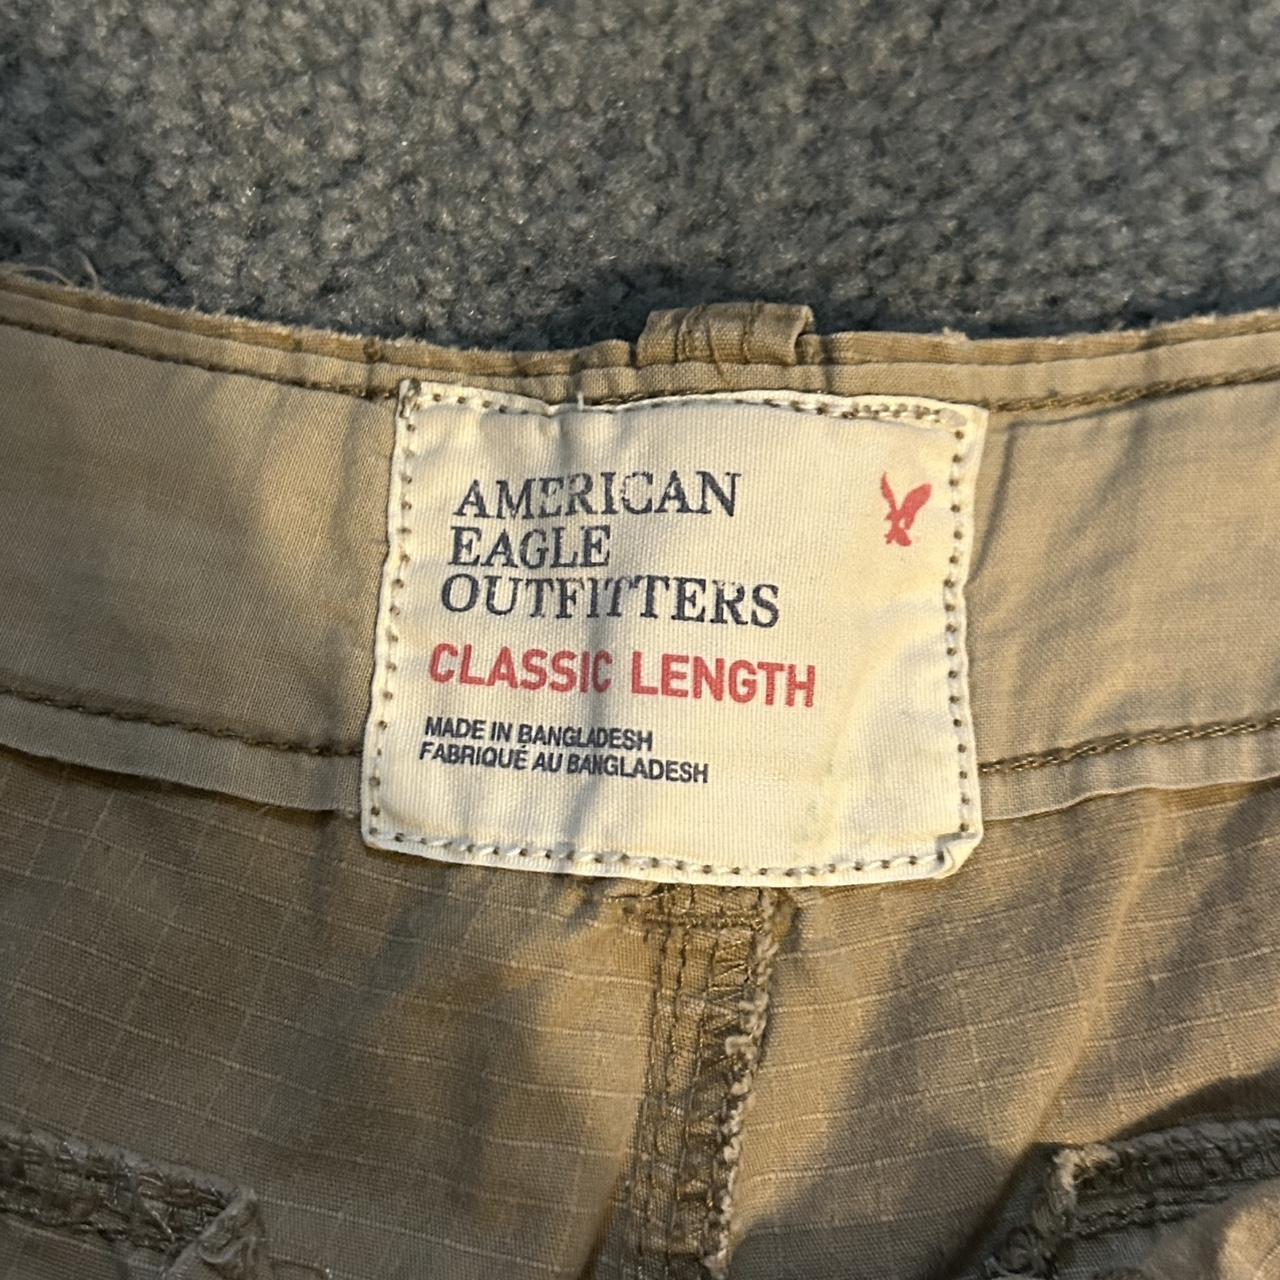 AMERICAN
EAGLE
OUTFITTERS
CLASSIC LENGTH
MADE IN BANGLADESH
FABRIQUÉ AU BANGLADESH